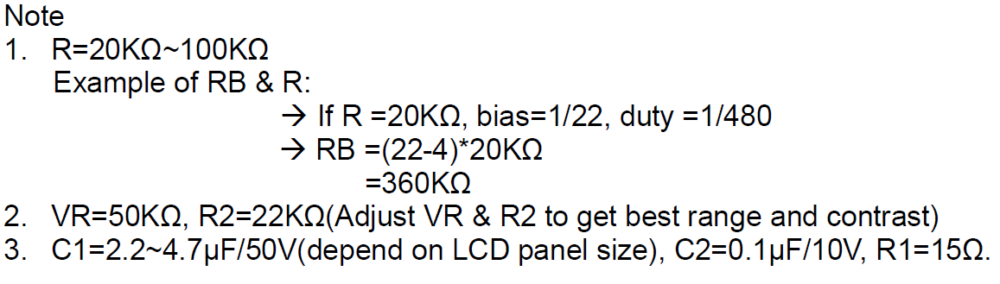 Note
1. R=20KΩ~100KΩ
Example of RB & R:
→ If R =20KΩ, bias=1/22, duty =1/480
→ RB =(22-4)*20KΩ
=360KΩ
2. VR=50KΩ, R2=22KΩ(Adjust VR & R2 to get best range and contrast)
3. C1=2.2~4.7µF/50V(depend on LCD panel size), C2=0.1µF/10V, R1=15Ω.